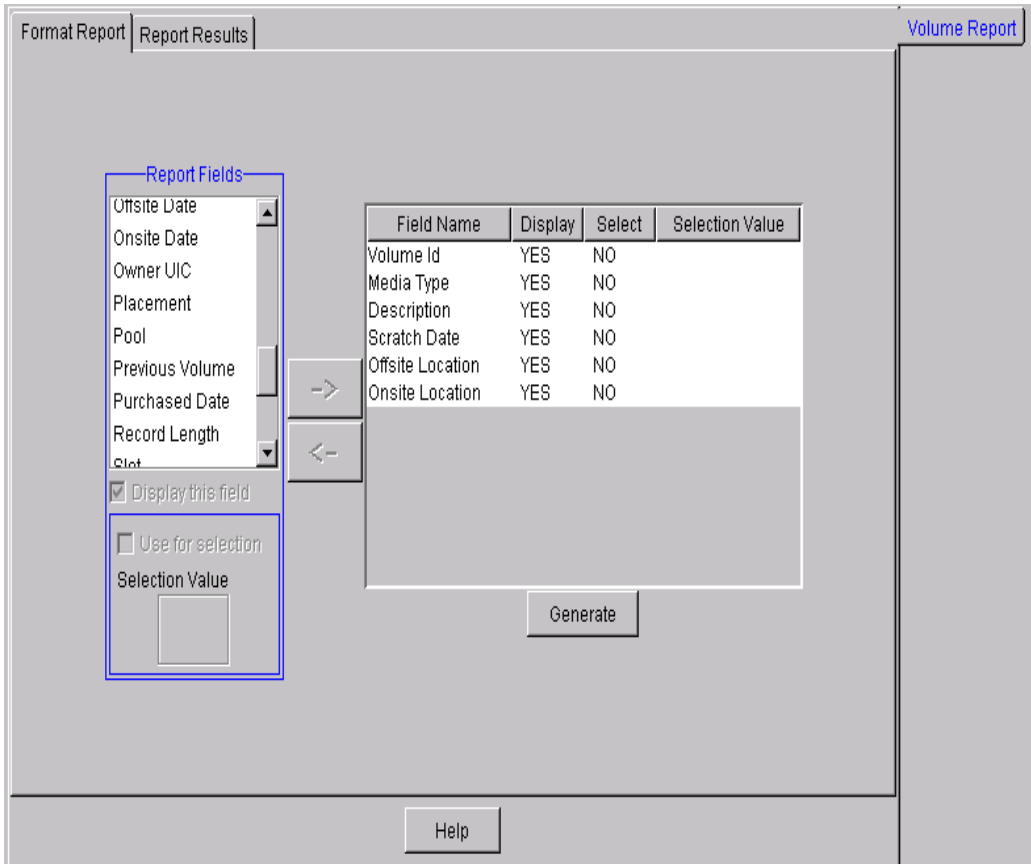 Format Report
Report Results
Volume Report
Report Fields
Offsite Date
Onsite Date
Owner UIC
Placement
Pool
Previous Volume
Purchased Date
Record Length
Slot
Display this field
Use for selection
Selection Value
->
<-
Field Name Display Select Selection Value
Volume Id YES NO
Media Type YES NO
Description YES NO
Scratch Date YES NO
Offsite Location YES NO
Onsite Location YES NO
Generate
Help